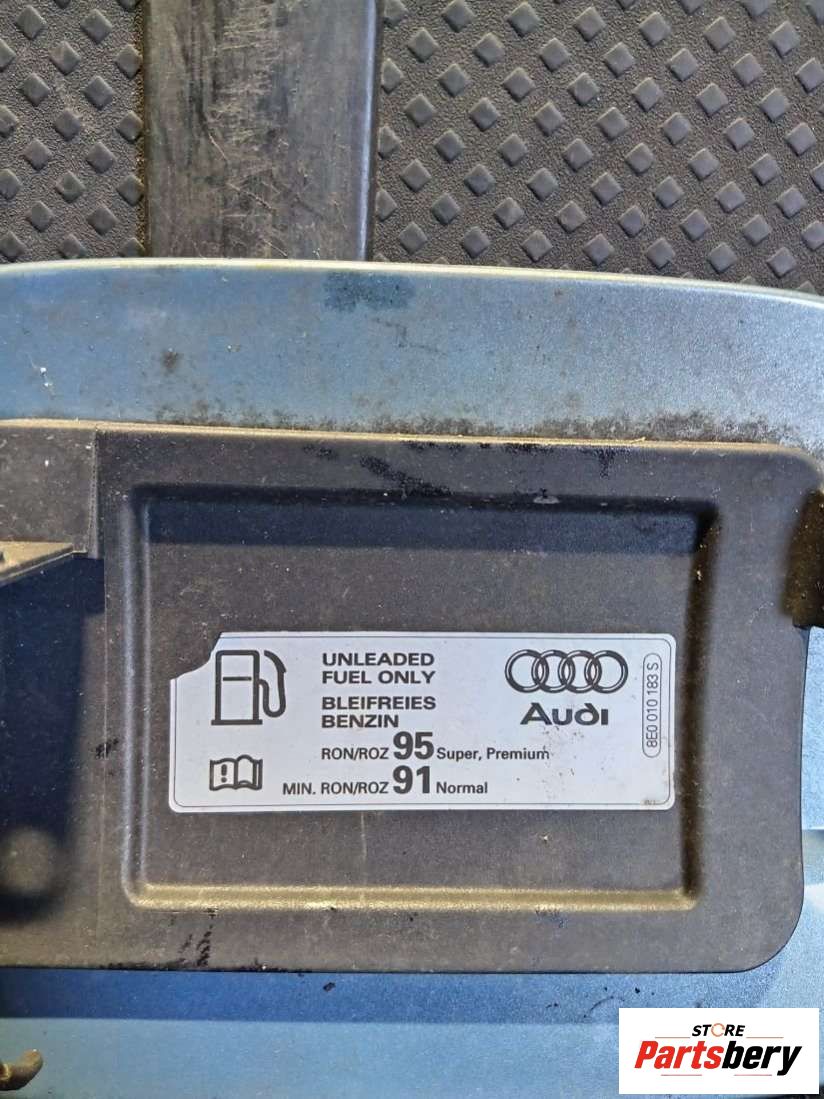 UNLEADED
FUEL ONLY
BLEIFREIES
BENZIN
RON/ROZ 95 Super, Premium
MIN. RON/ROZ 91 Normal
Audi
8E0 010 183 S
STORE
Partsbery